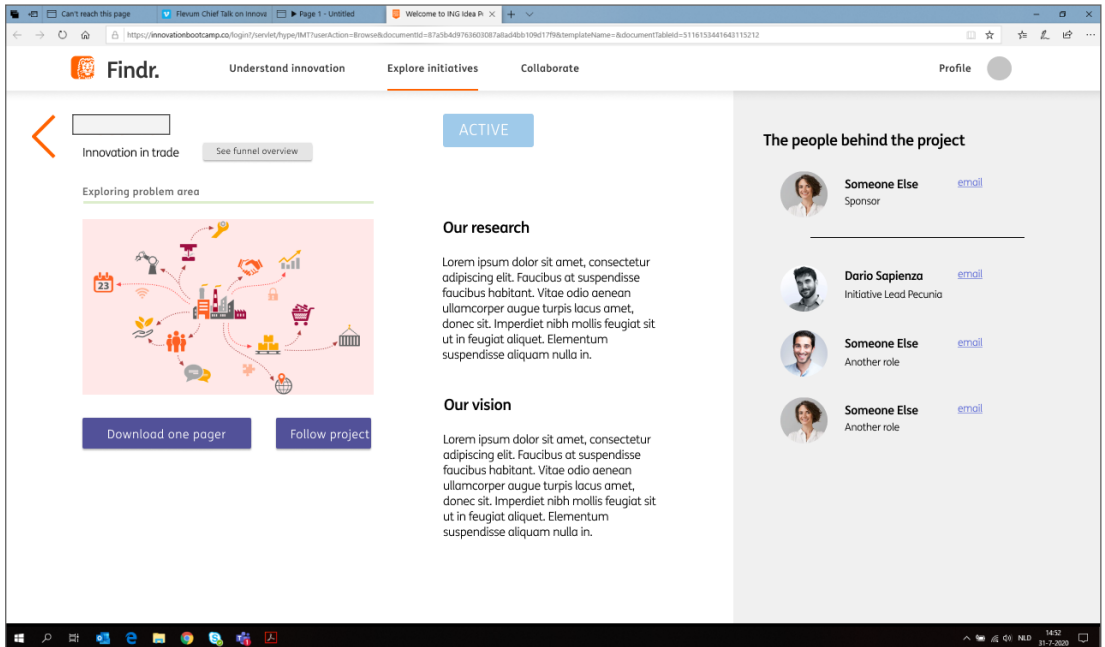 Can't reach this page
Flevum Chief Talk on Innova
Page 1 - Untitled
Welcome to ING Idea P
https://innovationbootcamp.co/login?/servlet/hype/IMT?userAction=Browse&documentId=87a5b4d9763603087a8ad4bb109d17f9&templateName=&documentTableId=5116153441643115212
Findr.
Understand innovation
Explore initiatives
Collaborate
Profile
Innovation in trade
See funnel overview
Exploring problem area
23
Download one pager
Follow project
ACTIVE
Our research
Lorem ipsum dolor sit amet, consectetur
adipiscing elit. Faucibus at suspendisse
faucibus habitant. Vitae odio aenean
ullamcorper augue turpis lacus amet,
donec sit. Imperdiet nibh mollis feugiat sit
ut in feugiat aliquet. Elementum
suspendisse aliquam nulla in.
Our vision
Lorem ipsum dolor sit amet, consectetur
adipiscing elit. Faucibus at suspendisse
faucibus habitant. Vitae odio aenean
ullamcorper augue turpis lacus amet,
donec sit. Imperdiet nibh mollis feugiat sit
ut in feugiat aliquet. Elementum
suspendisse aliquam nulla in.
The people behind the project
Someone Else
email
Sponsor
Dario Sapienza
email
Initiative Lead Pecunia
Someone Else
email
Another role
Someone Else
email
Another role
NLD
14:52
31-7-2020